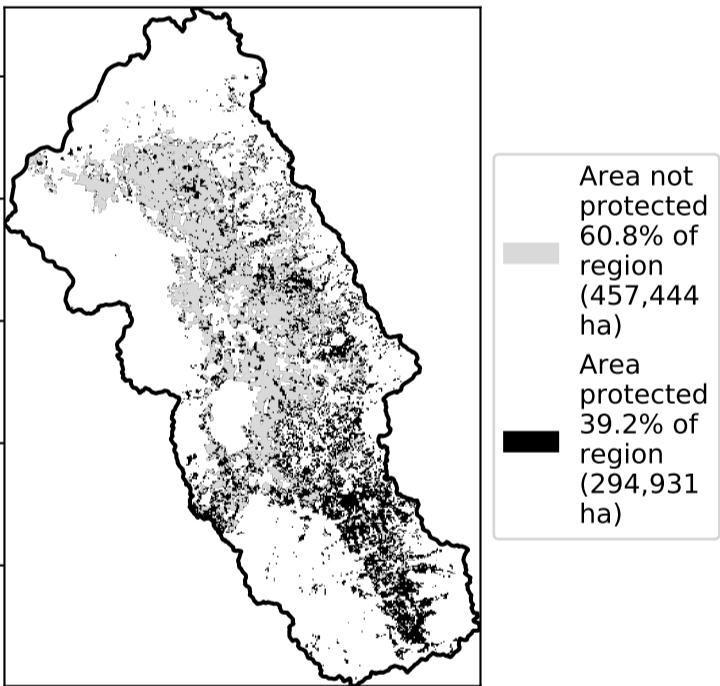 Area not
protected
60.8% of
region
(457,444
ha)
Area
protected
39.2% of
region
(294,931
ha)